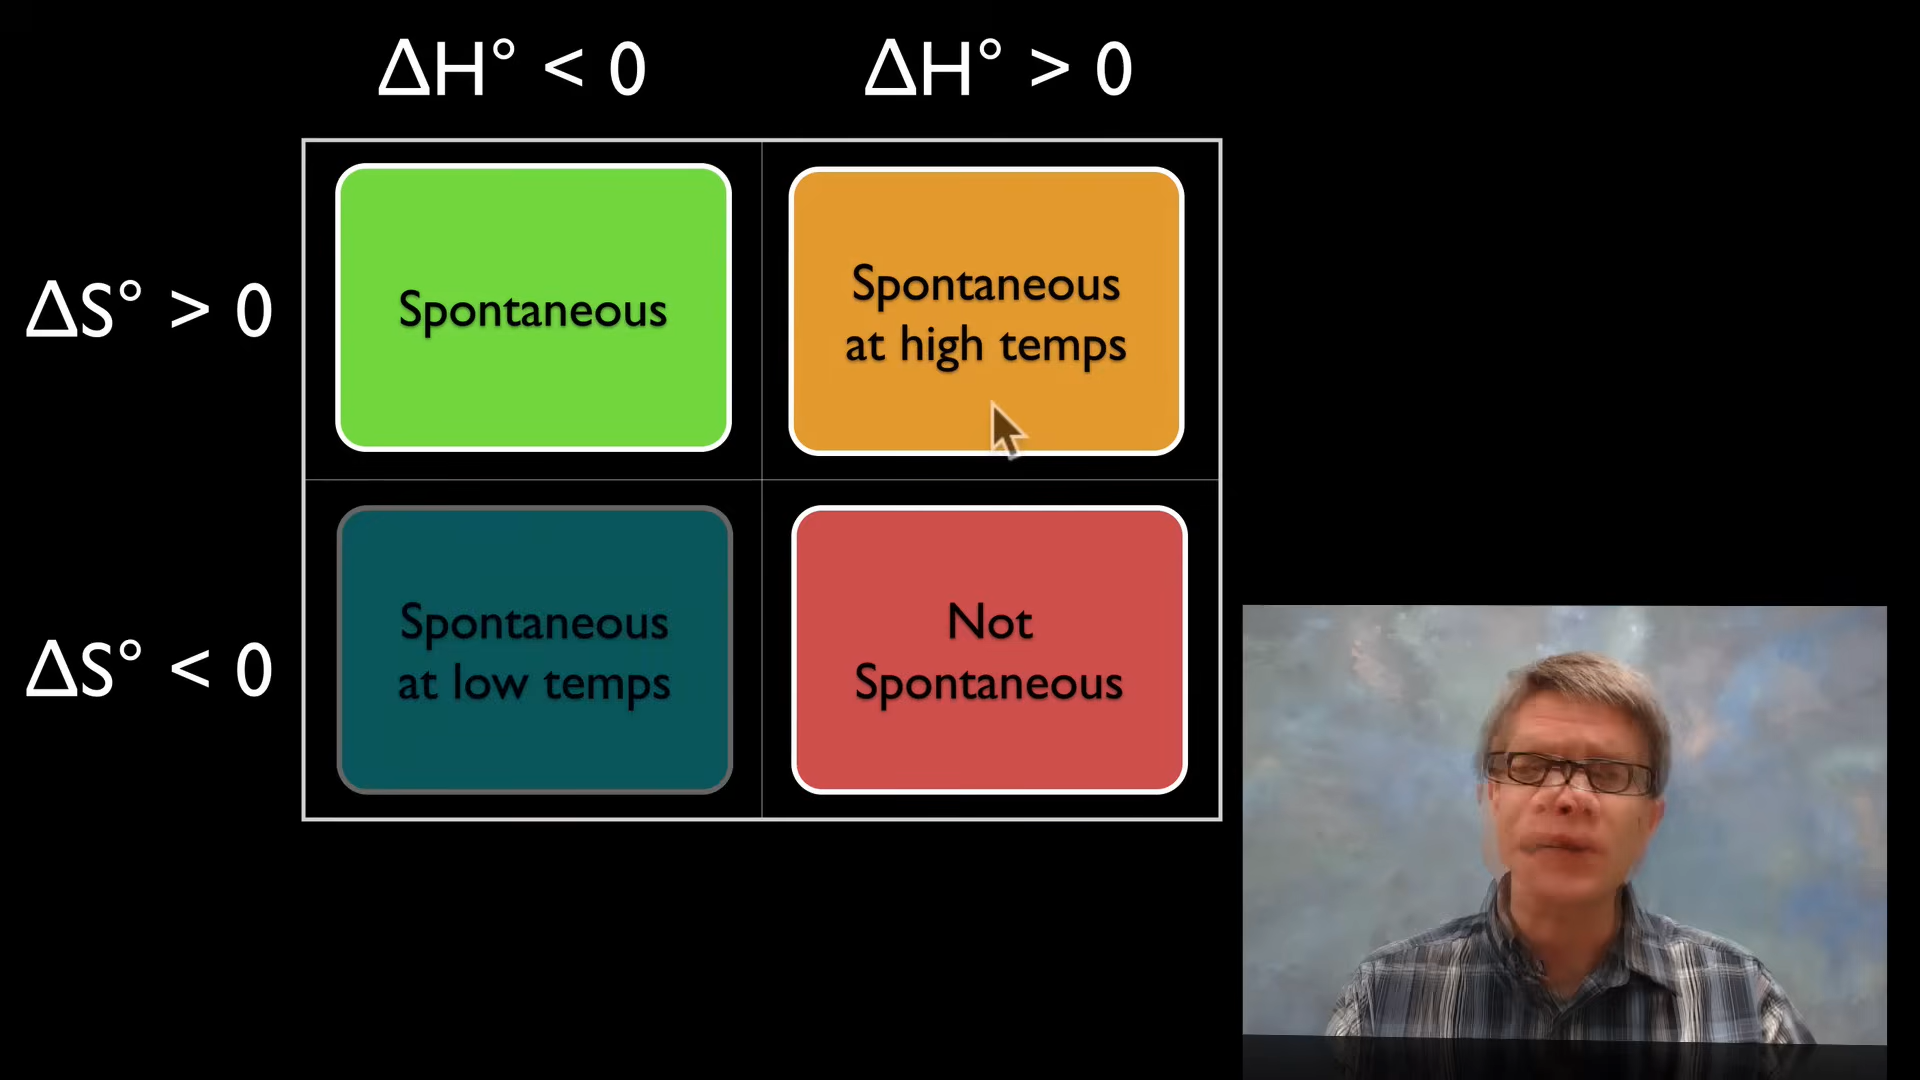 ΔH° < 0
ΔH° > 0
ΔS° > 0
Spontaneous
Spontaneous
at high temps
ΔS° < 0
Spontaneous
at low temps
Not
Spontaneous